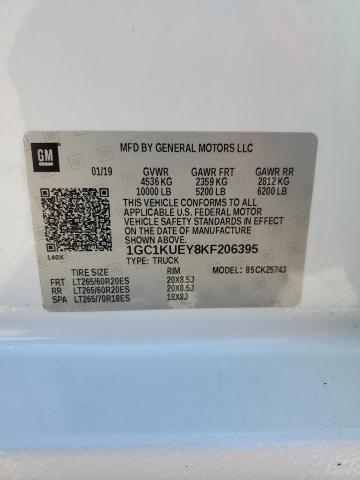 GM
MFD BY GENERAL MOTORS LLC
01/19 GVWR GAWR FRT GAWR RR
4536 KG 2359 KG 2812 KG
10000 LB 5200 LB 6200 LB
THIS VEHICLE CONFORMS TO ALL
APPLICABLE U.S. FEDERAL MOTOR
VEHICLE SAFETY STANDARDS IN EFFECT
ON THE DATE OF MANUFACTURE
SHOWN ABOVE.
140X 1GC1KUEY8KF206395
TYPE: TRUCK
TIRE SIZE RIM MODEL: 85CK25743
FRT LT265/60R20ES 20X8.5J
RR LT265/60R20ES 20X8.5J
SPA LT265/70R18ES 18X8J